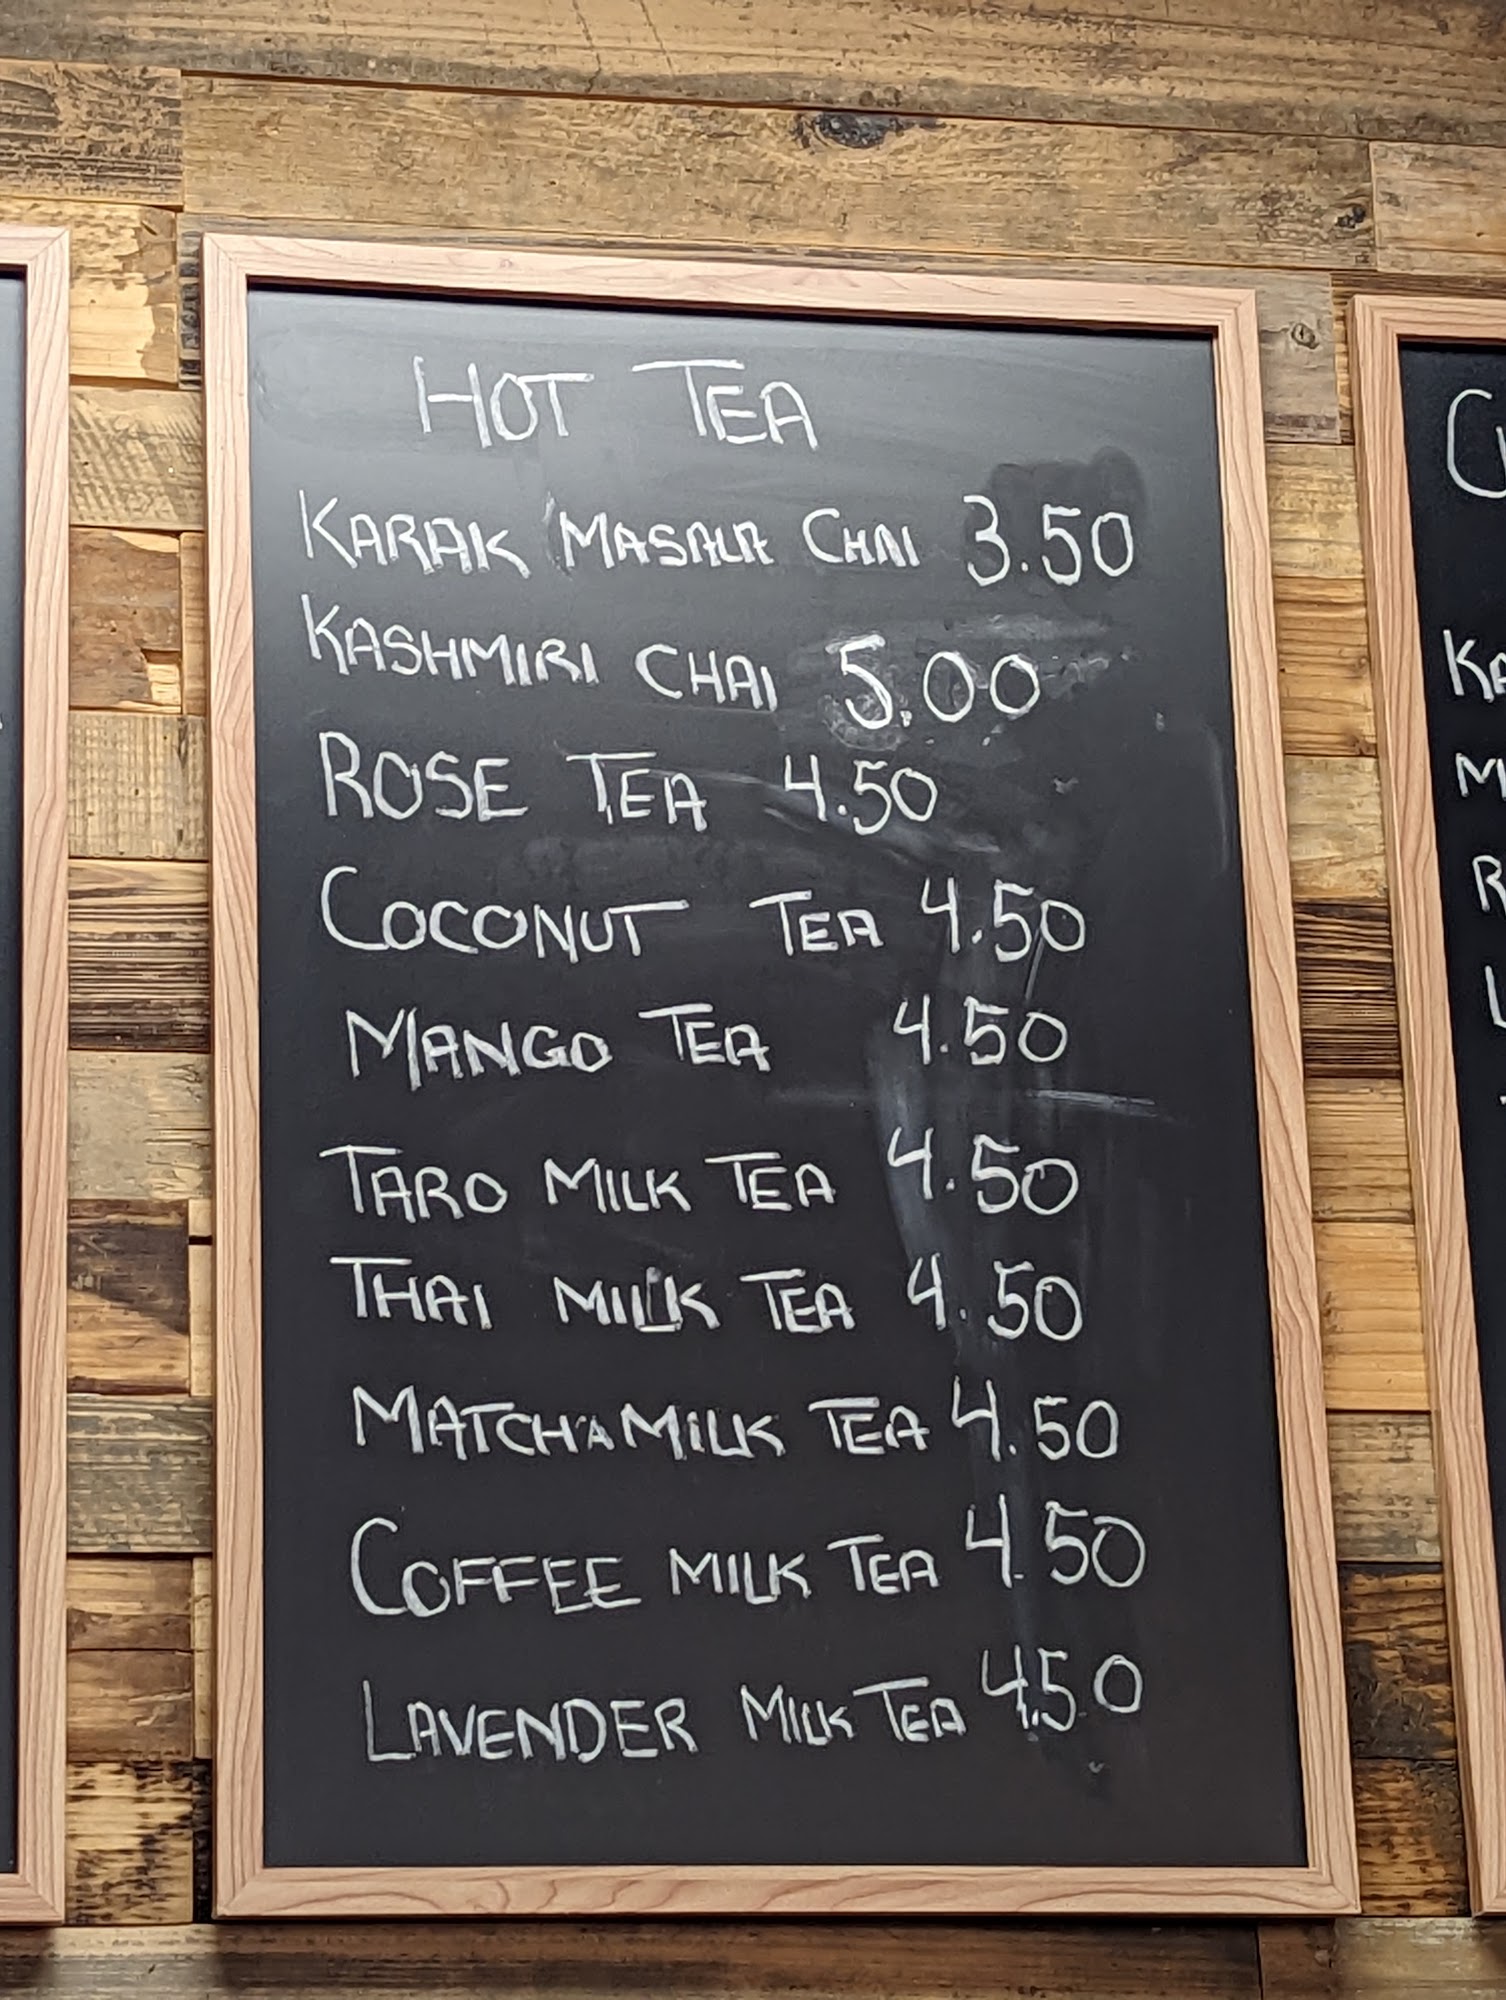 HOT TEA
KARAK MASALA CHAI 3.50
KASHMIRI CHAI 5.00
ROSE TEA 4.50
COCONUT TEA 4.50
MANGO TEA 4.50
TARO MILK TEA 4.50
THAI MILK TEA 4.50
MATCHA MILK TEA 4.50
COFFEE MILK TEA 4.50
LAVENDER MILK TEA 4.50